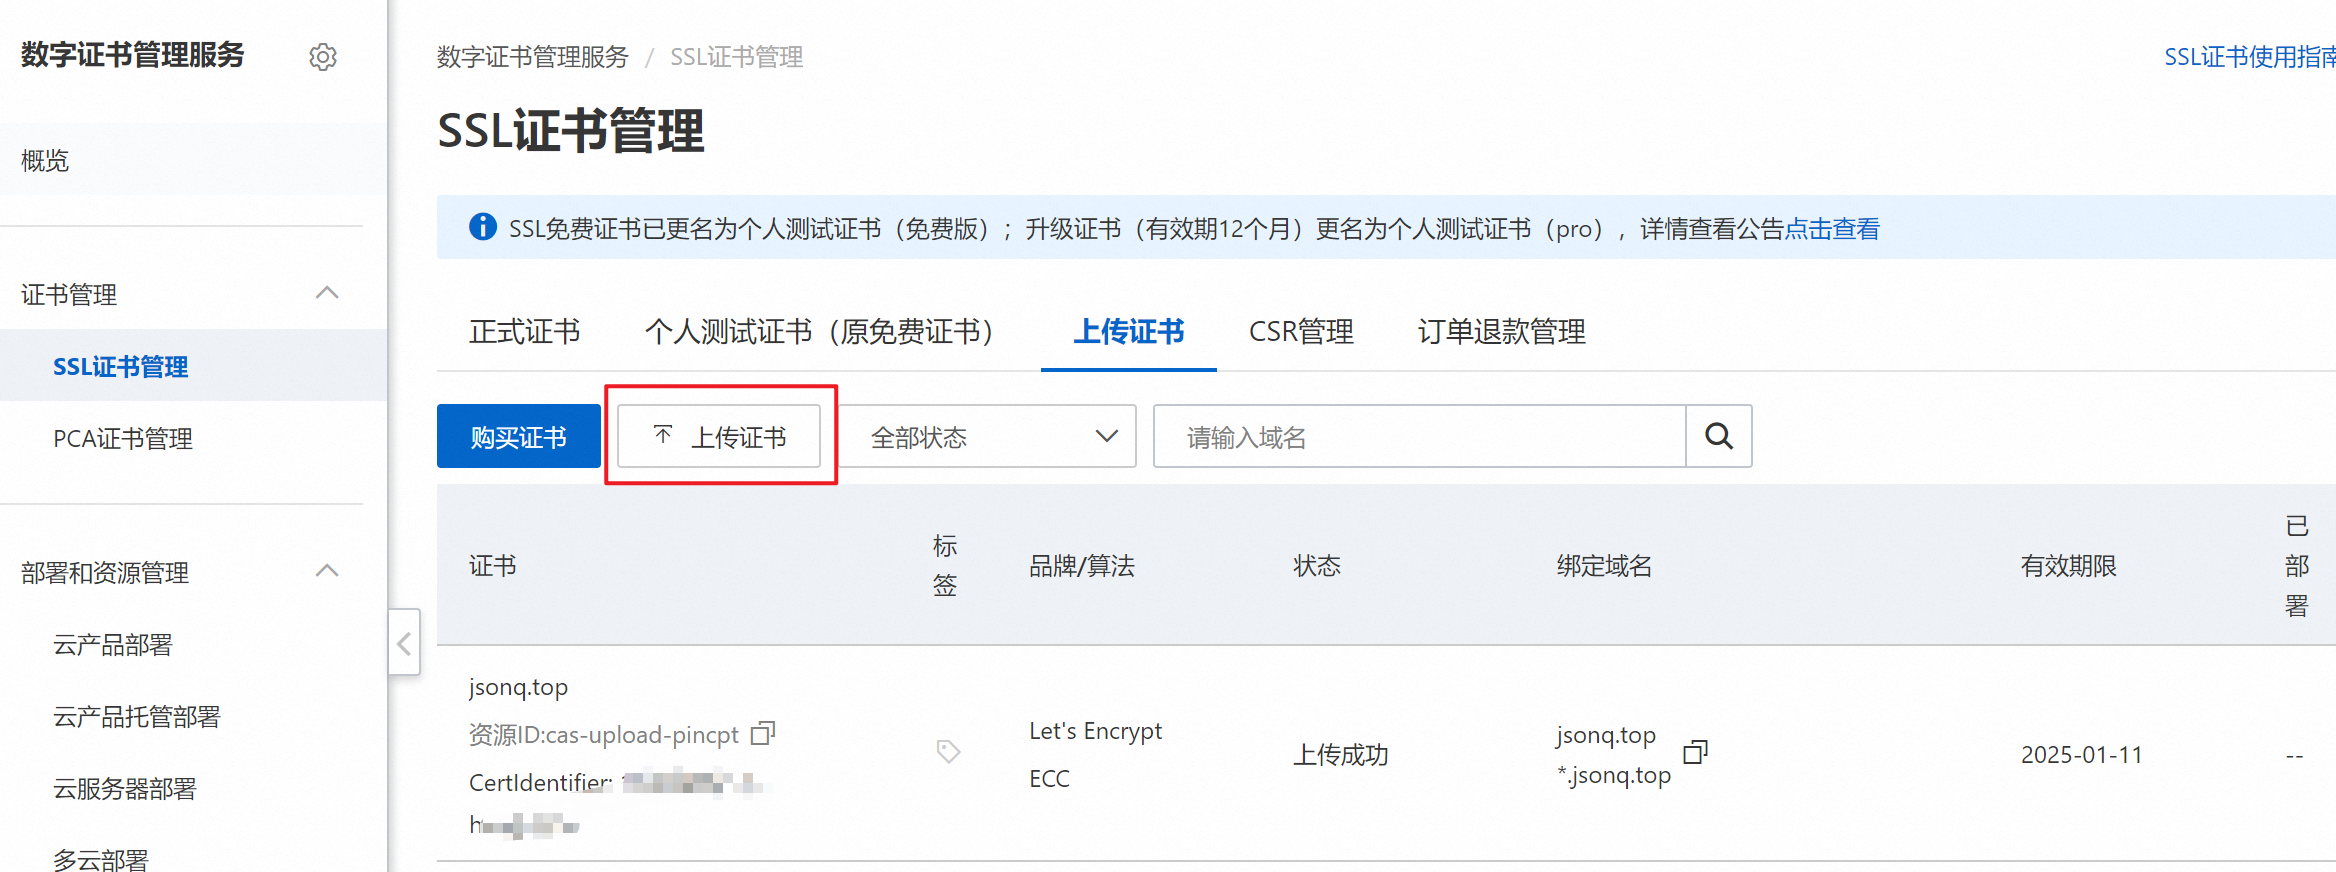 数字证书管理服务
概览
证书管理
SSL证书管理
PCA证书管理
部署和资源管理
云产品部署
云产品托管部署
云服务器部署
多云部署
数字证书管理服务 / SSL证书管理
SSL证书使用指南
SSL证书管理
SSL免费证书已更名为个人测试证书（免费版）；升级证书（有效期12个月）更名为个人测试证书（pro），详情查看公告点击查看
正式证书 个人测试证书（原免费证书） 上传证书 CSR管理 订单退款管理
购买证书 上传证书 全部状态 请输入域名
证书 标签 品牌/算法 状态 绑定域名 有效期限 已部署
jsonq.top
资源ID:cas-upload-pincpt
CertIdentifier:
Let's Encrypt
ECC
上传成功
jsonq.top
*.jsonq.top
2025-01-11
--